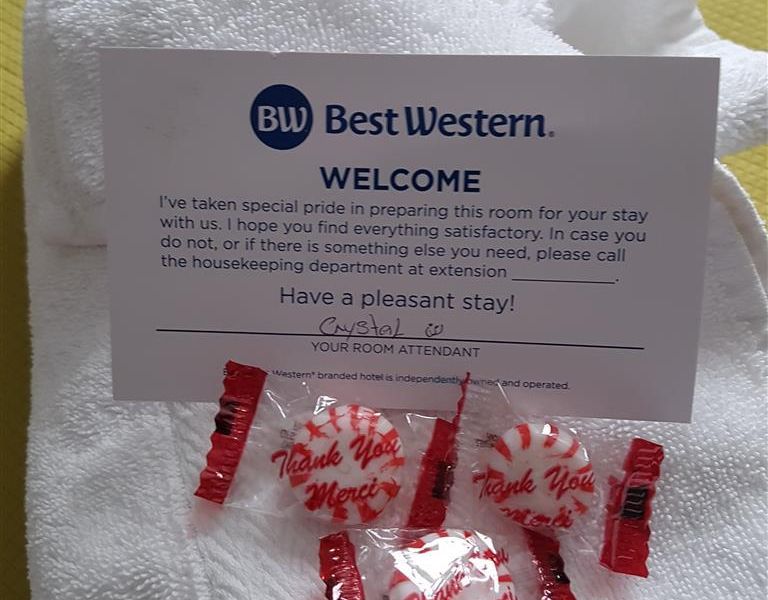 BW Best Western.
WELCOME
I've taken special pride in preparing this room for your stay
with us. I hope you find everything satisfactory. In case you
do not, or if there is something else you need, please call
the housekeeping department at extension __________.
Have a pleasant stay!
Crystal
YOUR ROOM ATTENDANT
Western® branded hotel is independently owned and operated.
Thank You
Merci
Thank You
Merci